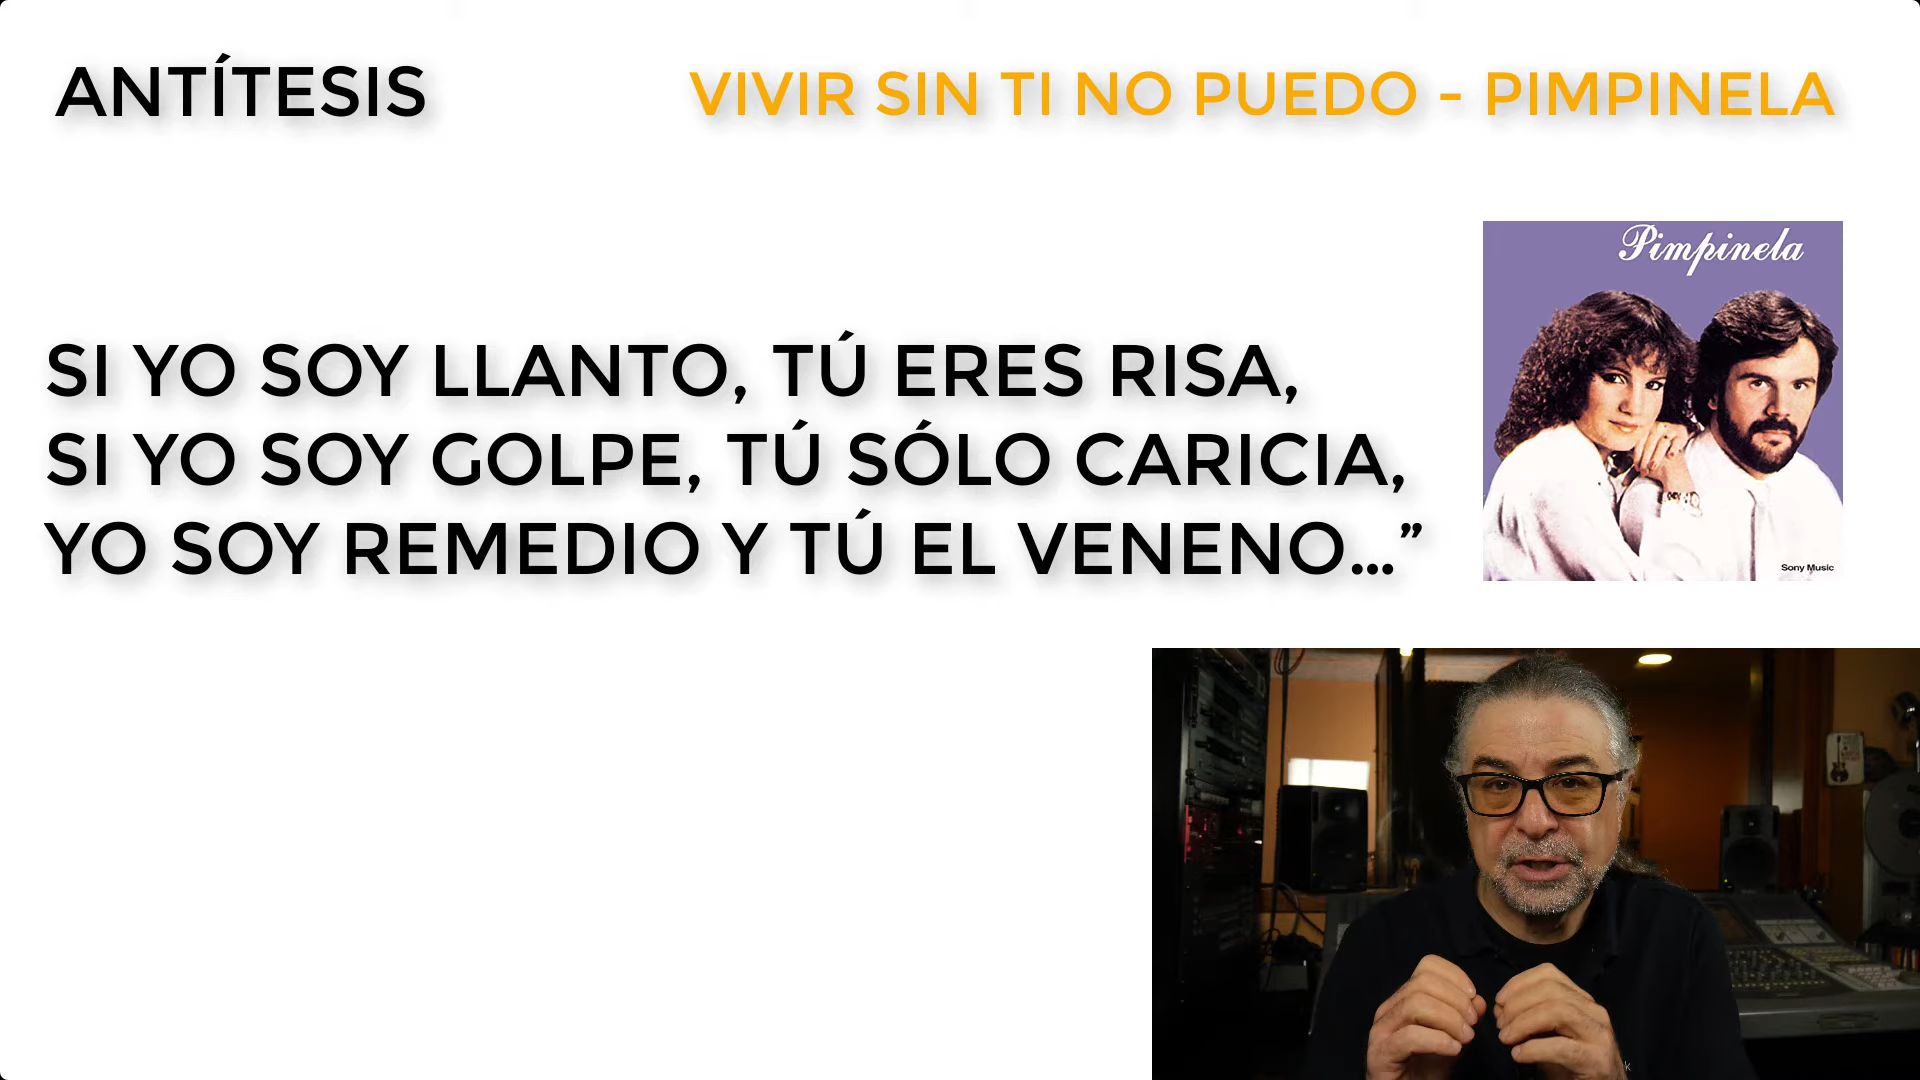 ANTÍTESIS
VIVIR SIN TI NO PUEDO - PIMPINELA
Pimpinela
SI YO SOY LLANTO, TÚ ERES RISA,
SI YO SOY GOLPE, TÚ SÓLO CARICIA,
YO SOY REMEDIO Y TÚ EL VENENO...”
Sony Music